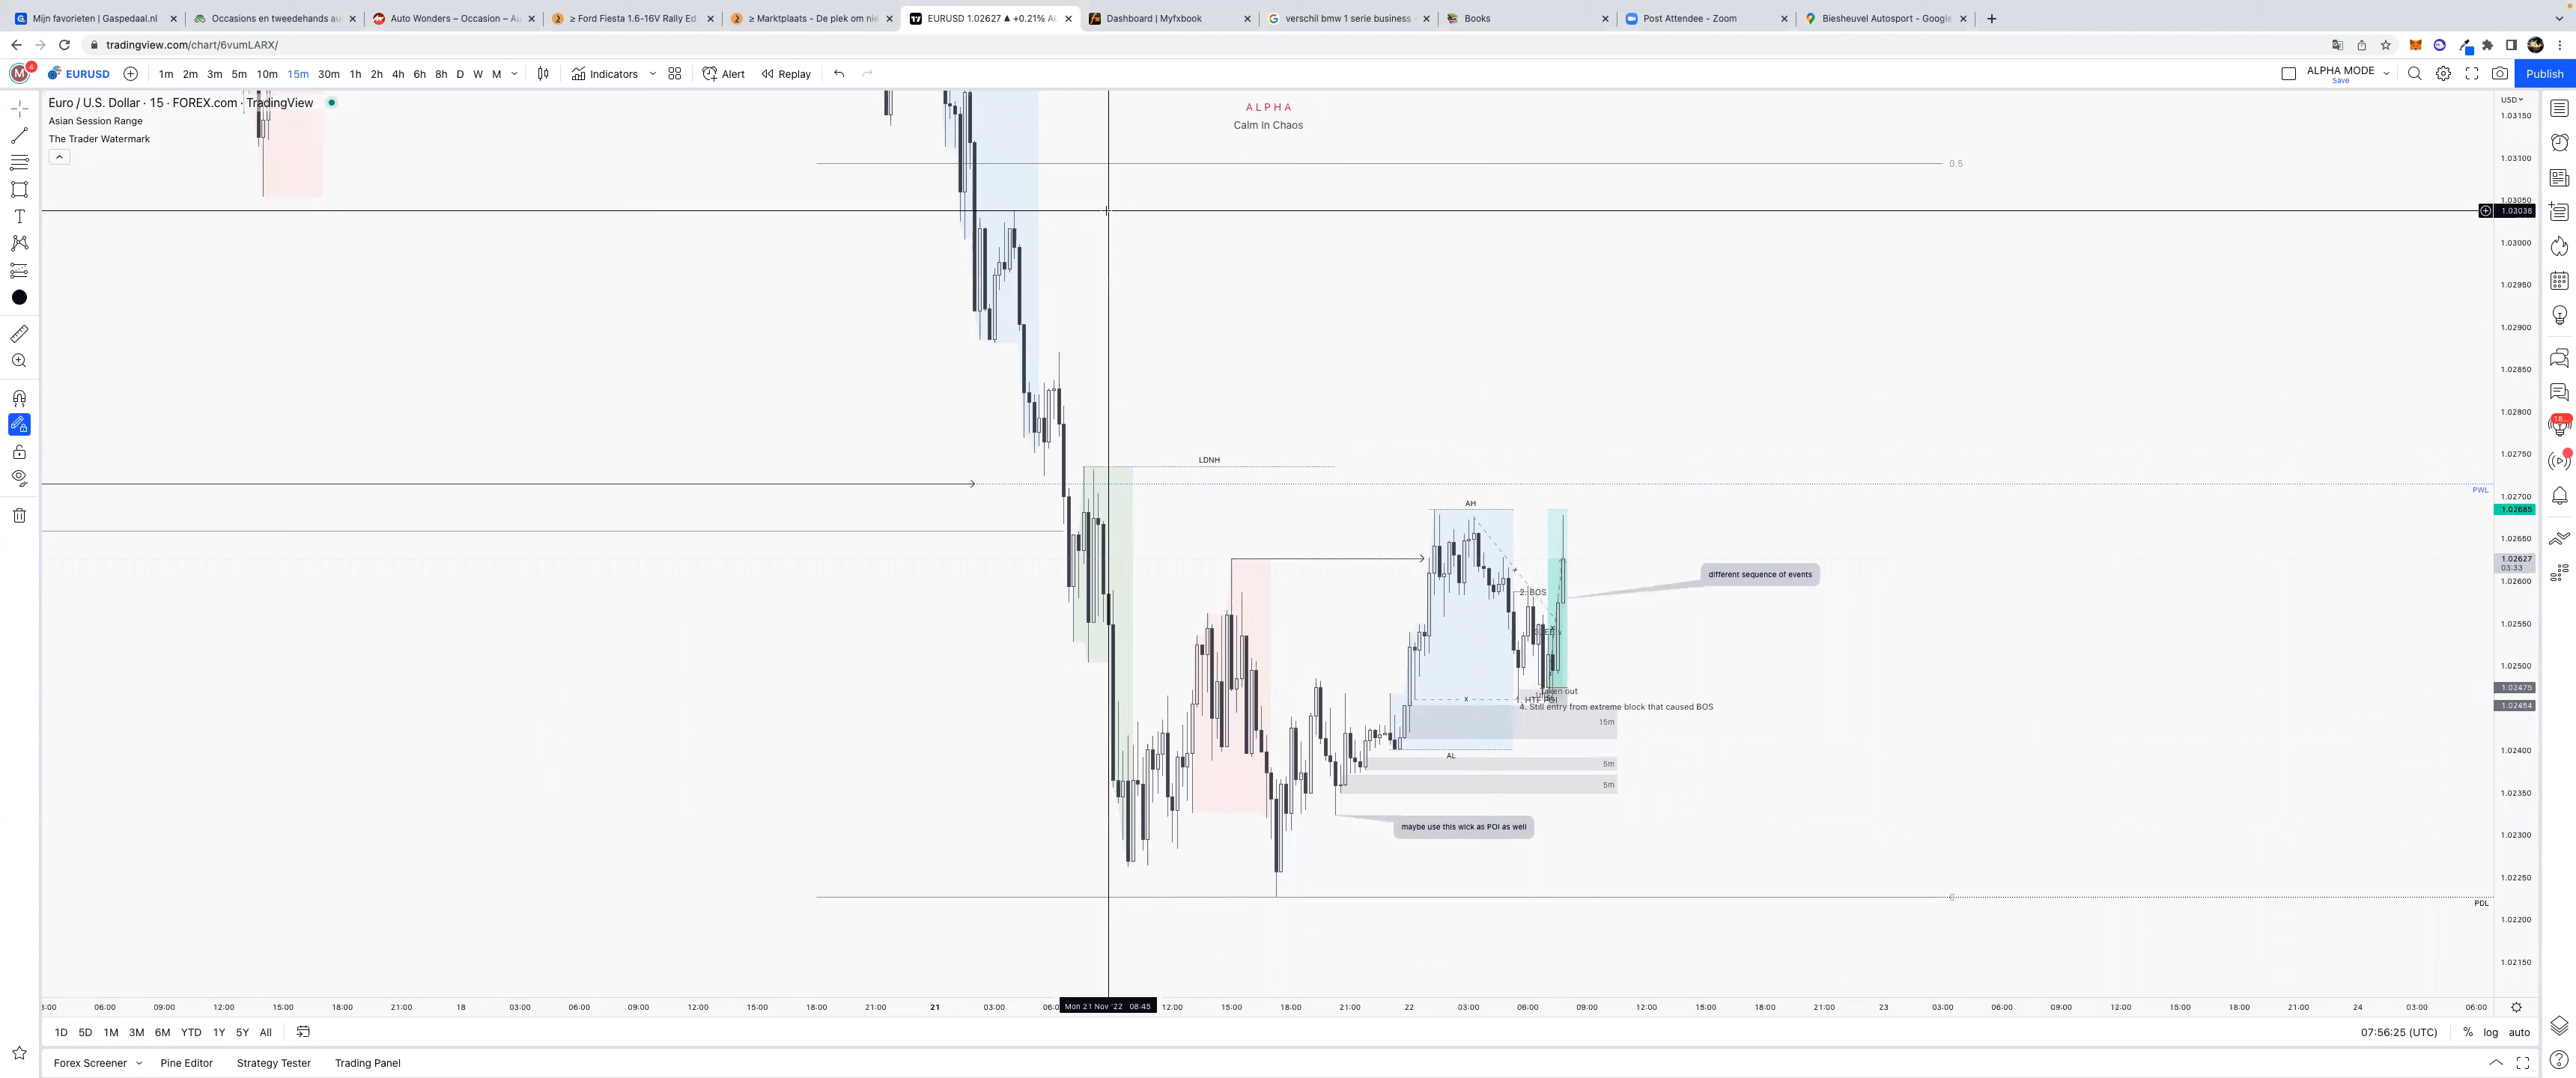 Mijn favorieten | Gaspedaal.nl
Occasions en tweedehands au
Auto Wonders – Occasion – Au
≥ Ford Fiesta 1.6-16V Rally Ed
≥ Marktplaats - De plek om nie
EURUSD 1.02627 ▲ +0.21% AL
Dashboard | Myfxbook
verschil bmw 1 serie business
Books
Post Attendee - Zoom
Biesheuvel Autosport - Google
tradingview.com/chart/6vumLARX/
M 4 EURUSD 1m 2m 3m 5m 10m 15m 30m 1h 2h 4h 6h 8h D W M Indicators Alert Replay ALPHA MODE Save Publish
Euro / U.S. Dollar · 15 · FOREX.com · TradingView
Asian Session Range
The Trader Watermark
ALPHA
Calm In Chaos
USD
1.03150
1.03100
0.5
1.03050
1.03038
1.03000
1.02950
1.02900
1.02850
1.02800
1.02750
LDNH
PWL
1.02700
AH
1.02685
1.02650
1.02627
03:33
different sequence of events
1.02600
2. BOS
1.02550
1.02500
1.02475
taken out
1. HTF POI
1.02454
4. Still entry from extreme block that caused BOS
15m
1.02400
AL
5m
5m
1.02350
maybe use this wick as POI as well
1.02300
1.02250
0
PDL
1.02200
1.02150
06:00 09:00 12:00 15:00 18:00 21:00 18 03:00 06:00 09:00 12:00 15:00 18:00 21:00 21 03:00 Mon 21 Nov '22 08:45 12:00 15:00 18:00 21:00 22 03:00 06:00 09:00 12:00 15:00 18:00 21:00 23 03:00 06:00 09:00 12:00 15:00 18:00 21:00 24 03:00 06:00
1D 5D 1M 3M 6M YTD 1Y 5Y All 07:56:25 (UTC) % log auto
Forex Screener Pine Editor Strategy Tester Trading Panel